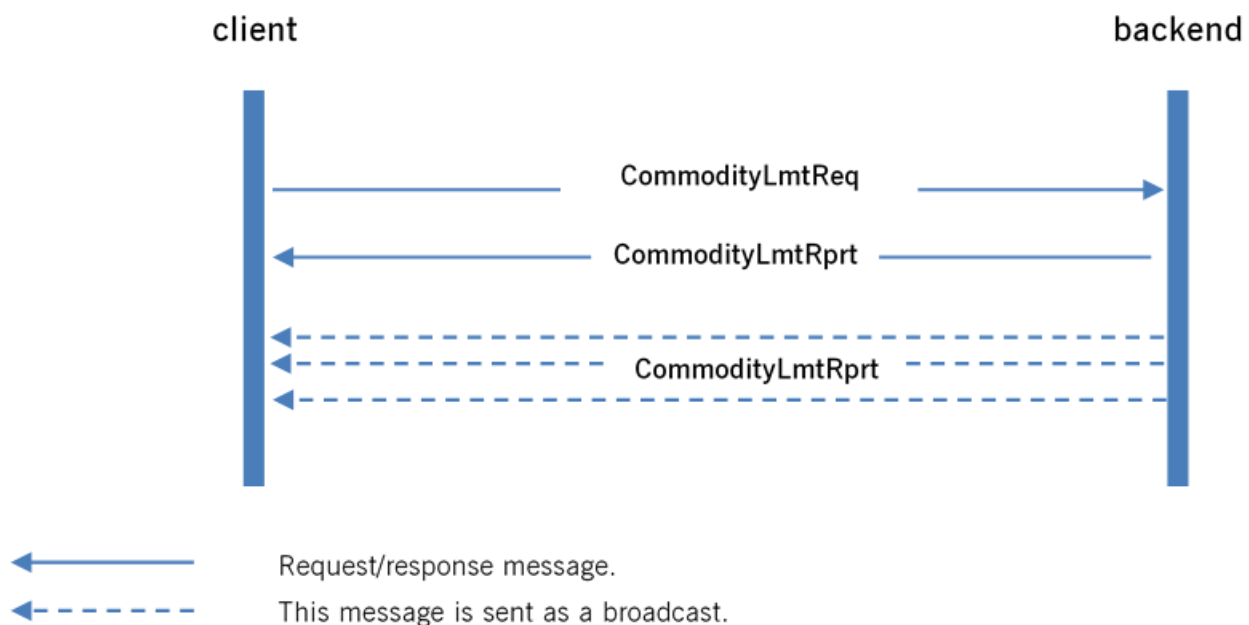 client
backend
CommodityLmtReq
CommodityLmtRprt
CommodityLmtRprt
Request/response message.
This message is sent as a broadcast.